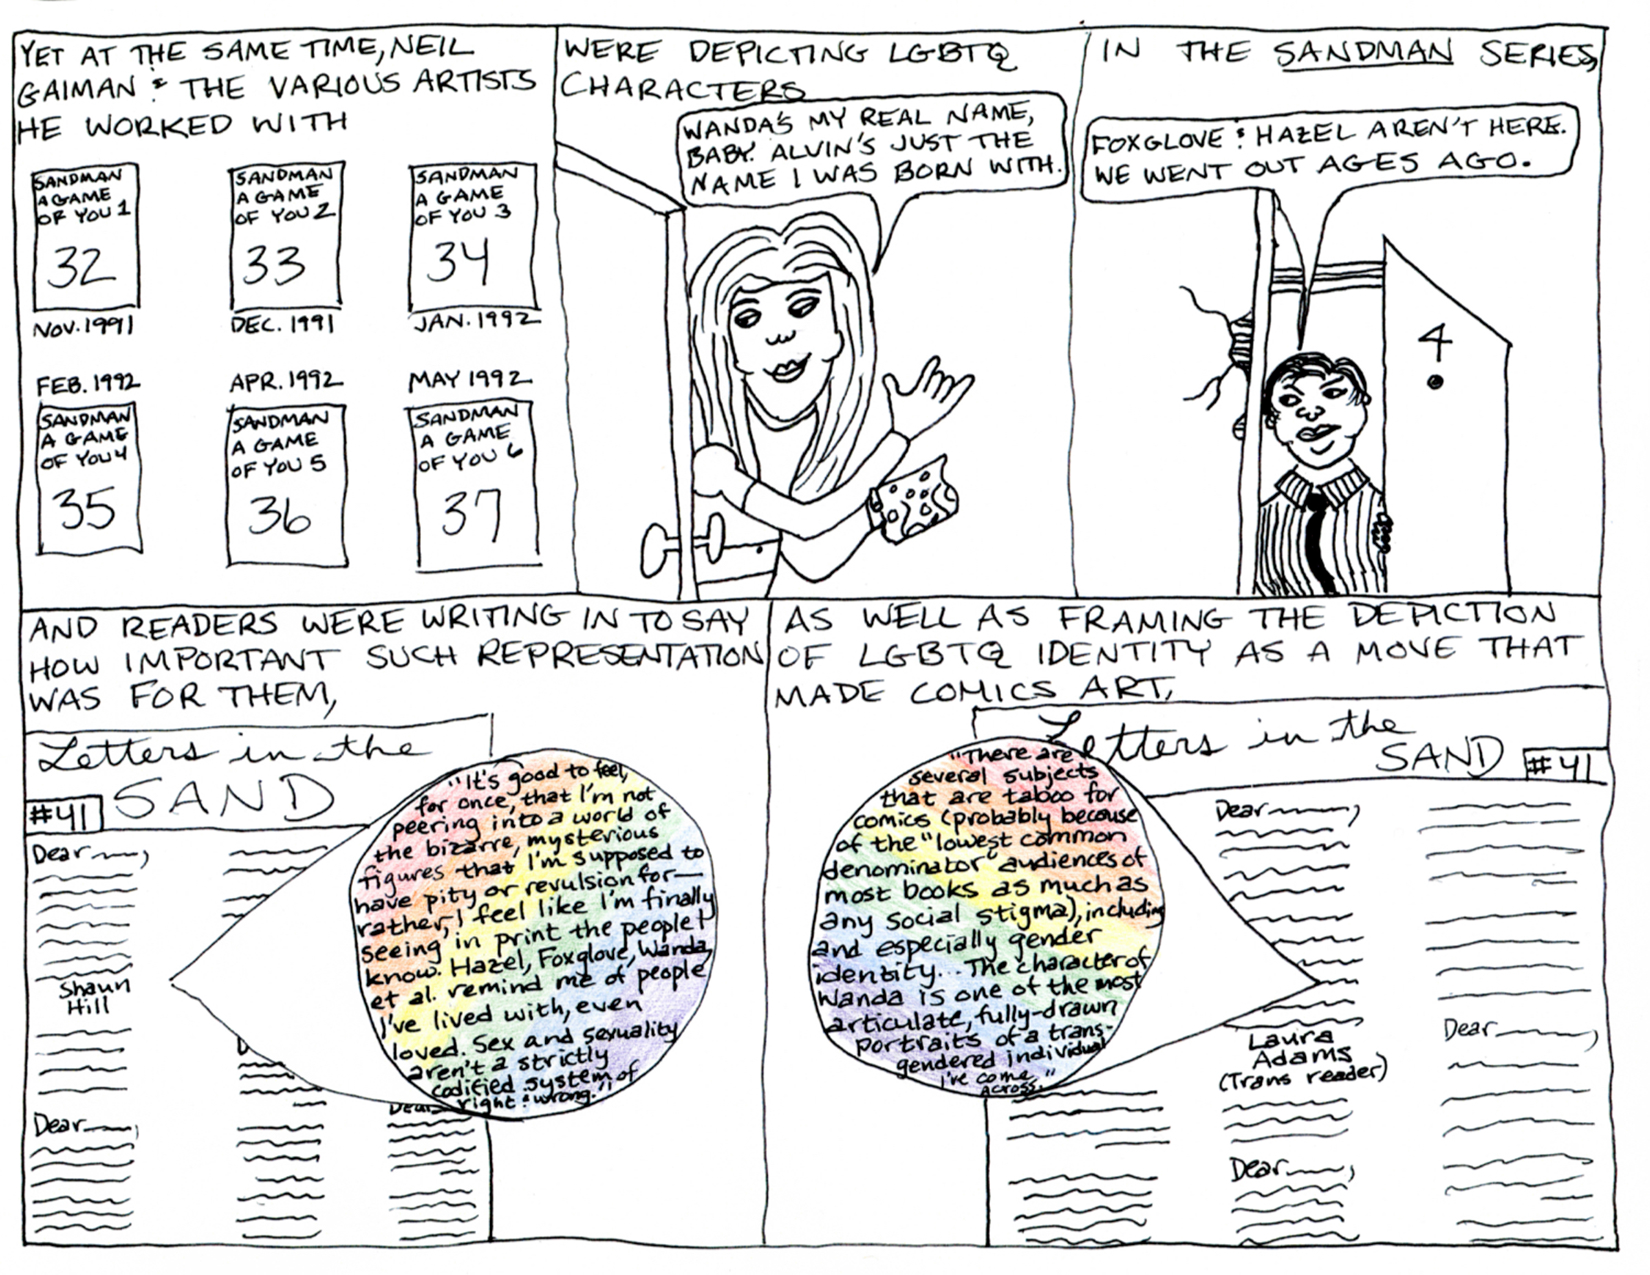 YET AT THE SAME TIME, NEIL
GAIMAN & THE VARIOUS ARTISTS
HE WORKED WITH
SANDMAN
A GAME
OF YOU 1
32
NOV. 1991
SANDMAN
A GAME
OF YOU 2
33
DEC. 1991
SANDMAN
A GAME
OF YOU 3
34
JAN. 1992
FEB. 1992
SANDMAN
A GAME
OF YOU 4
35
APR. 1992
SANDMAN
A GAME
OF YOU 5
36
MAY 1992
SANDMAN
A GAME
OF YOU 6
37
WERE DEPICTING LGBTQ
CHARACTERS
WANDA'S MY REAL NAME,
BABY. ALVIN'S JUST THE
NAME I WAS BORN WITH.
IN THE SANDMAN SERIES,
FOXGLOVE & HAZEL AREN'T HERE.
WE WENT OUT AGES AGO.
4
AND READERS WERE WRITING IN TO SAY
HOW IMPORTANT SUCH REPRESENTATION
WAS FOR THEM,
Letters in the
SAND
#41
Dear
Shaun
Hill
Dear
Dear
"It's good to feel,
for once, that I'm not
peering into a world of
the bizarre, mysterious
figures that I'm supposed to
have pity or revulsion for—
rather, I feel like I'm finally
seeing in print the people I
know. Hazel, Foxglove, Wanda,
et al. remind me of people
I've lived with, even
loved. Sex and sexuality
aren't a strictly
codified system of
right & wrong."
AS WELL AS FRAMING THE DEPICTION
OF LGBTQ IDENTITY AS A MOVE THAT
MADE COMICS ART,
Letters in the
SAND
#41
"There are
several subjects
that are taboo for
comics (probably because
of the "lowest common
denominator" audiences of
most books as much as
any social stigma), including
and especially gender
identity... The character of
Wanda is one of the most
articulate, fully-drawn
portraits of a trans-
gendered individual
I've come
across."
Dear
Laura
Adams
(Trans reader)
Dear
Dear